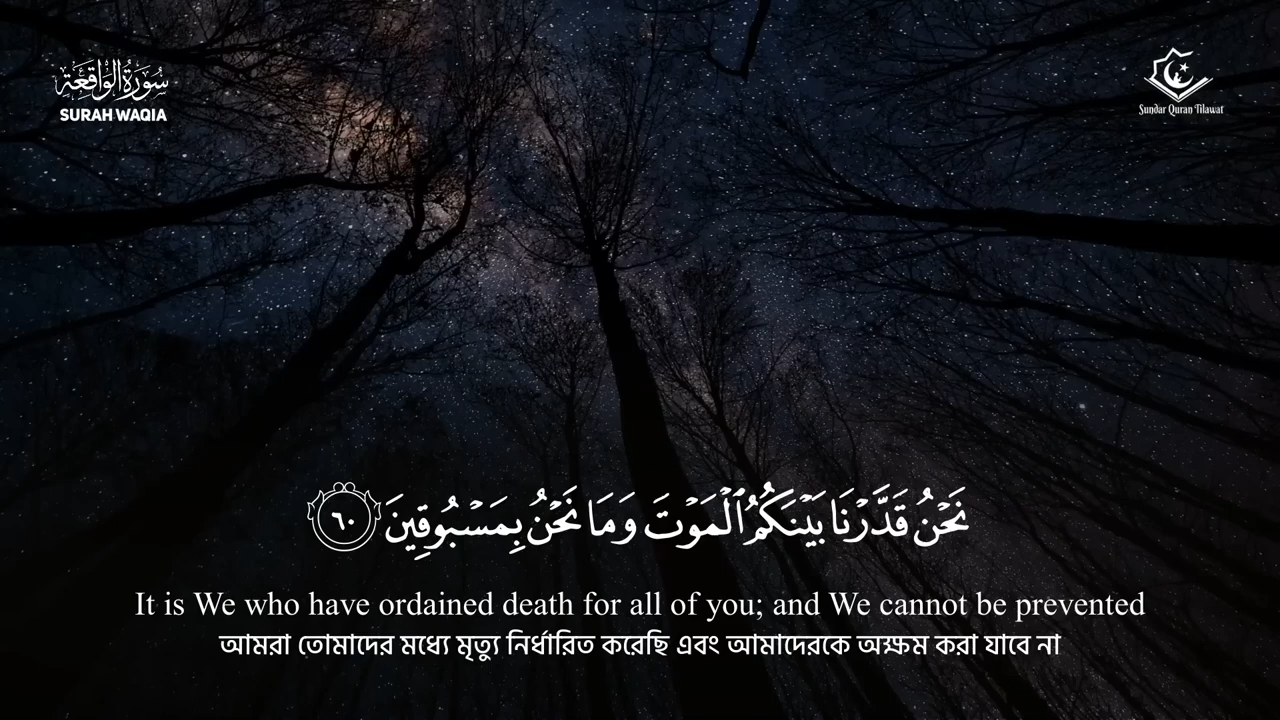 سُورَةُ الْوَاقِعَة
SURAH WAQIA
Sundar Quran Tilawat
نَحْنُ قَدَّرْنَا بَيْنَكُمُ ٱلْمَوْتَ وَمَا نَحْنُ بِمَسْبُوقِينَ ٦٠
It is We who have ordained death for all of you; and We cannot be prevented
আমরা তোমাদের মধ্যে মৃত্যু নির্ধারিত করেছি এবং আমাদেরকে অক্ষম করা যাবে না